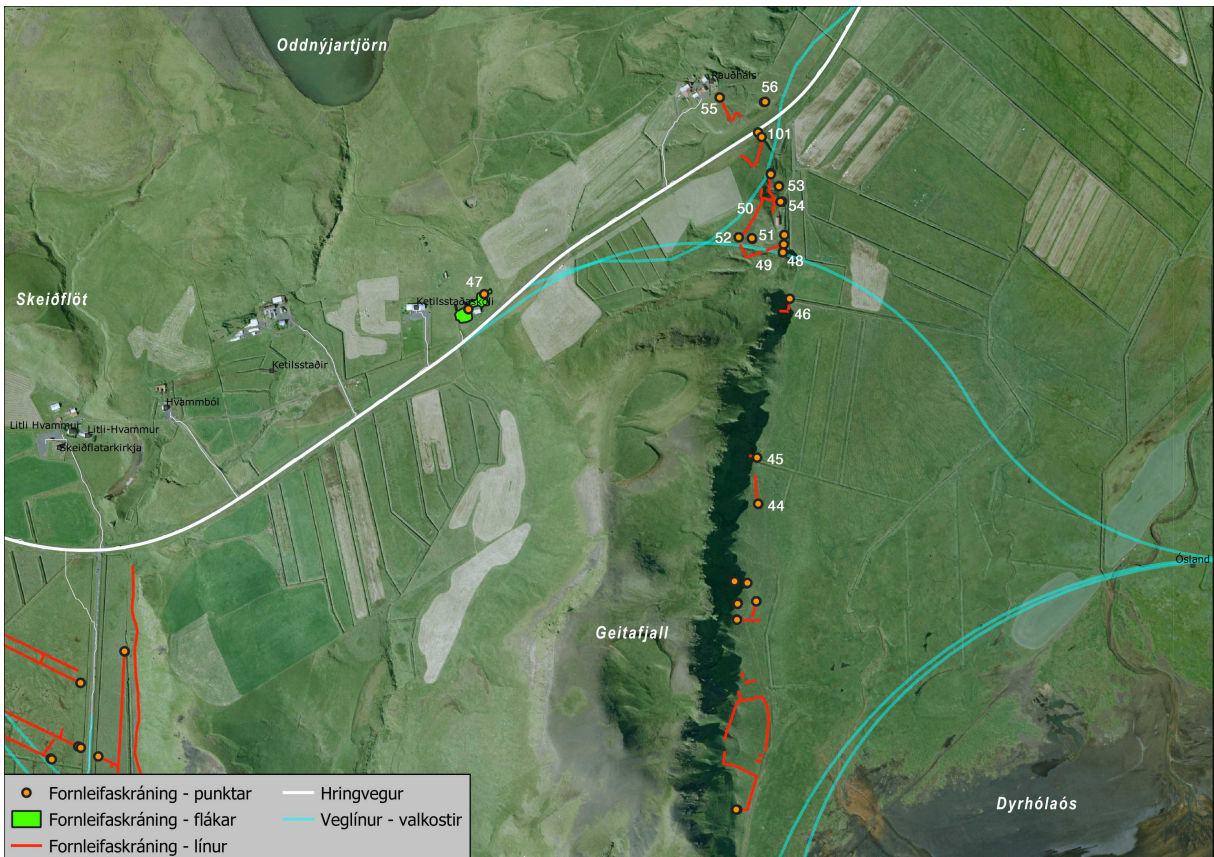 Oddnýjartjörn
Rauðháls
55
56
101
53
50
54
52
51
49
48
47
Ketilsstaðaskóli
46
Skeiðflöt
Ketilsstaðir
Hvammból
Litli Hvammur
Litli-Hvammur
Skeiðflatarkirkja
45
44
Ósland
Geitafjall
Dyrhólaós
Fornleifaskráning - punktar
Hringvegur
Fornleifaskráning - flákar
Veglínur - valkostir
Fornleifaskráning - línur